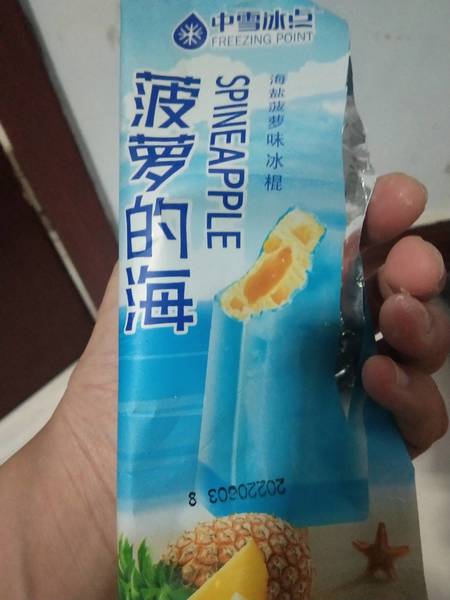 中雪冰点
FREEZING POINT
海盐菠萝味冰棍
SPINEAPPLE
菠萝的海
20220603 8